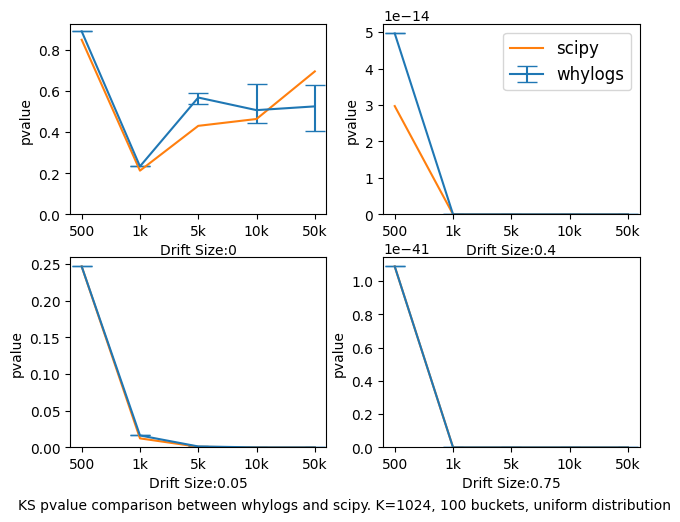 0.8
0.6
0.4
0.2
0.0
pvalue
500 1k 5k 10k 50k
Drift Size:0
1e−14
5
4
3
2
1
0
pvalue
scipy
whylogs
500 1k 5k 10k 50k
Drift Size:0.4
0.25
0.20
0.15
0.10
0.05
0.00
pvalue
500 1k 5k 10k 50k
Drift Size:0.05
1e−41
1.0
0.8
0.6
0.4
0.2
0.0
pvalue
500 1k 5k 10k 50k
Drift Size:0.75
KS pvalue comparison between whylogs and scipy. K=1024, 100 buckets, uniform distribution